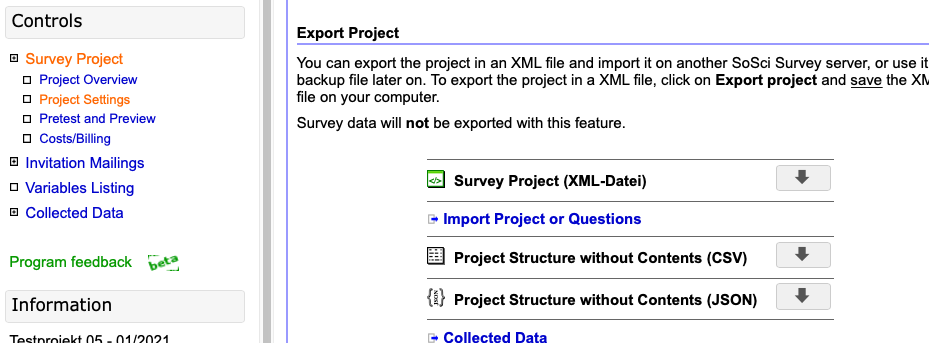 Controls
Survey Project
Project Overview
Project Settings
Pretest and Preview
Costs/Billing
Invitation Mailings
Variables Listing
Collected Data
Program feedback beta
Information
Testprojekt 05 - 01/2021
Export Project
You can export the project in an XML file and import it on another SoSci Survey server, or use it
backup file later on. To export the project in a XML file, click on Export project and save the XM
file on your computer.
Survey data will not be exported with this feature.
Survey Project (XML-Datei)
Import Project or Questions
Project Structure without Contents (CSV)
Project Structure without Contents (JSON)
Collected Data